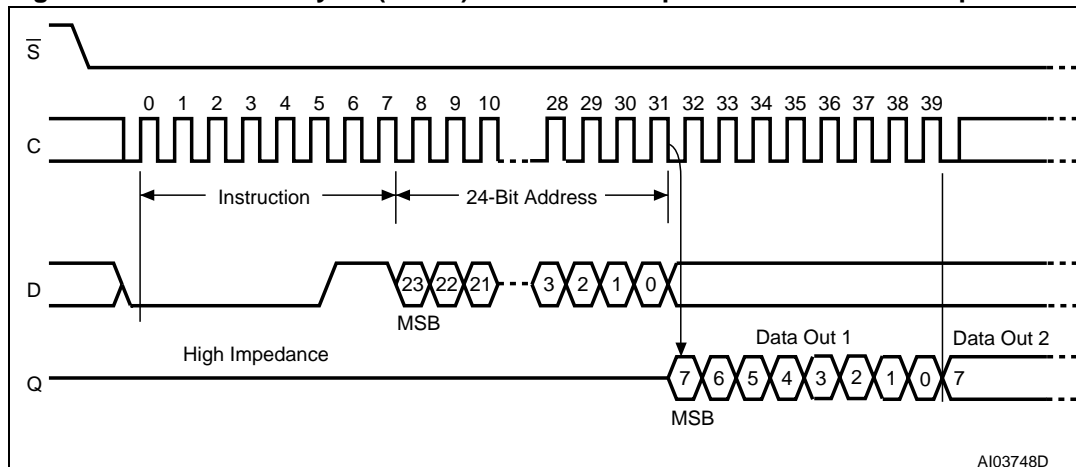 S
0 1 2 3 4 5 6 7 8 9 10 28 29 30 31 32 33 34 35 36 37 38 39
C
Instruction 24-Bit Address
D
23 22 21 3 2 1 0
MSB
High Impedance
Data Out 1 Data Out 2
Q
7 6 5 4 3 2 1 0 7
MSB
AI03748D